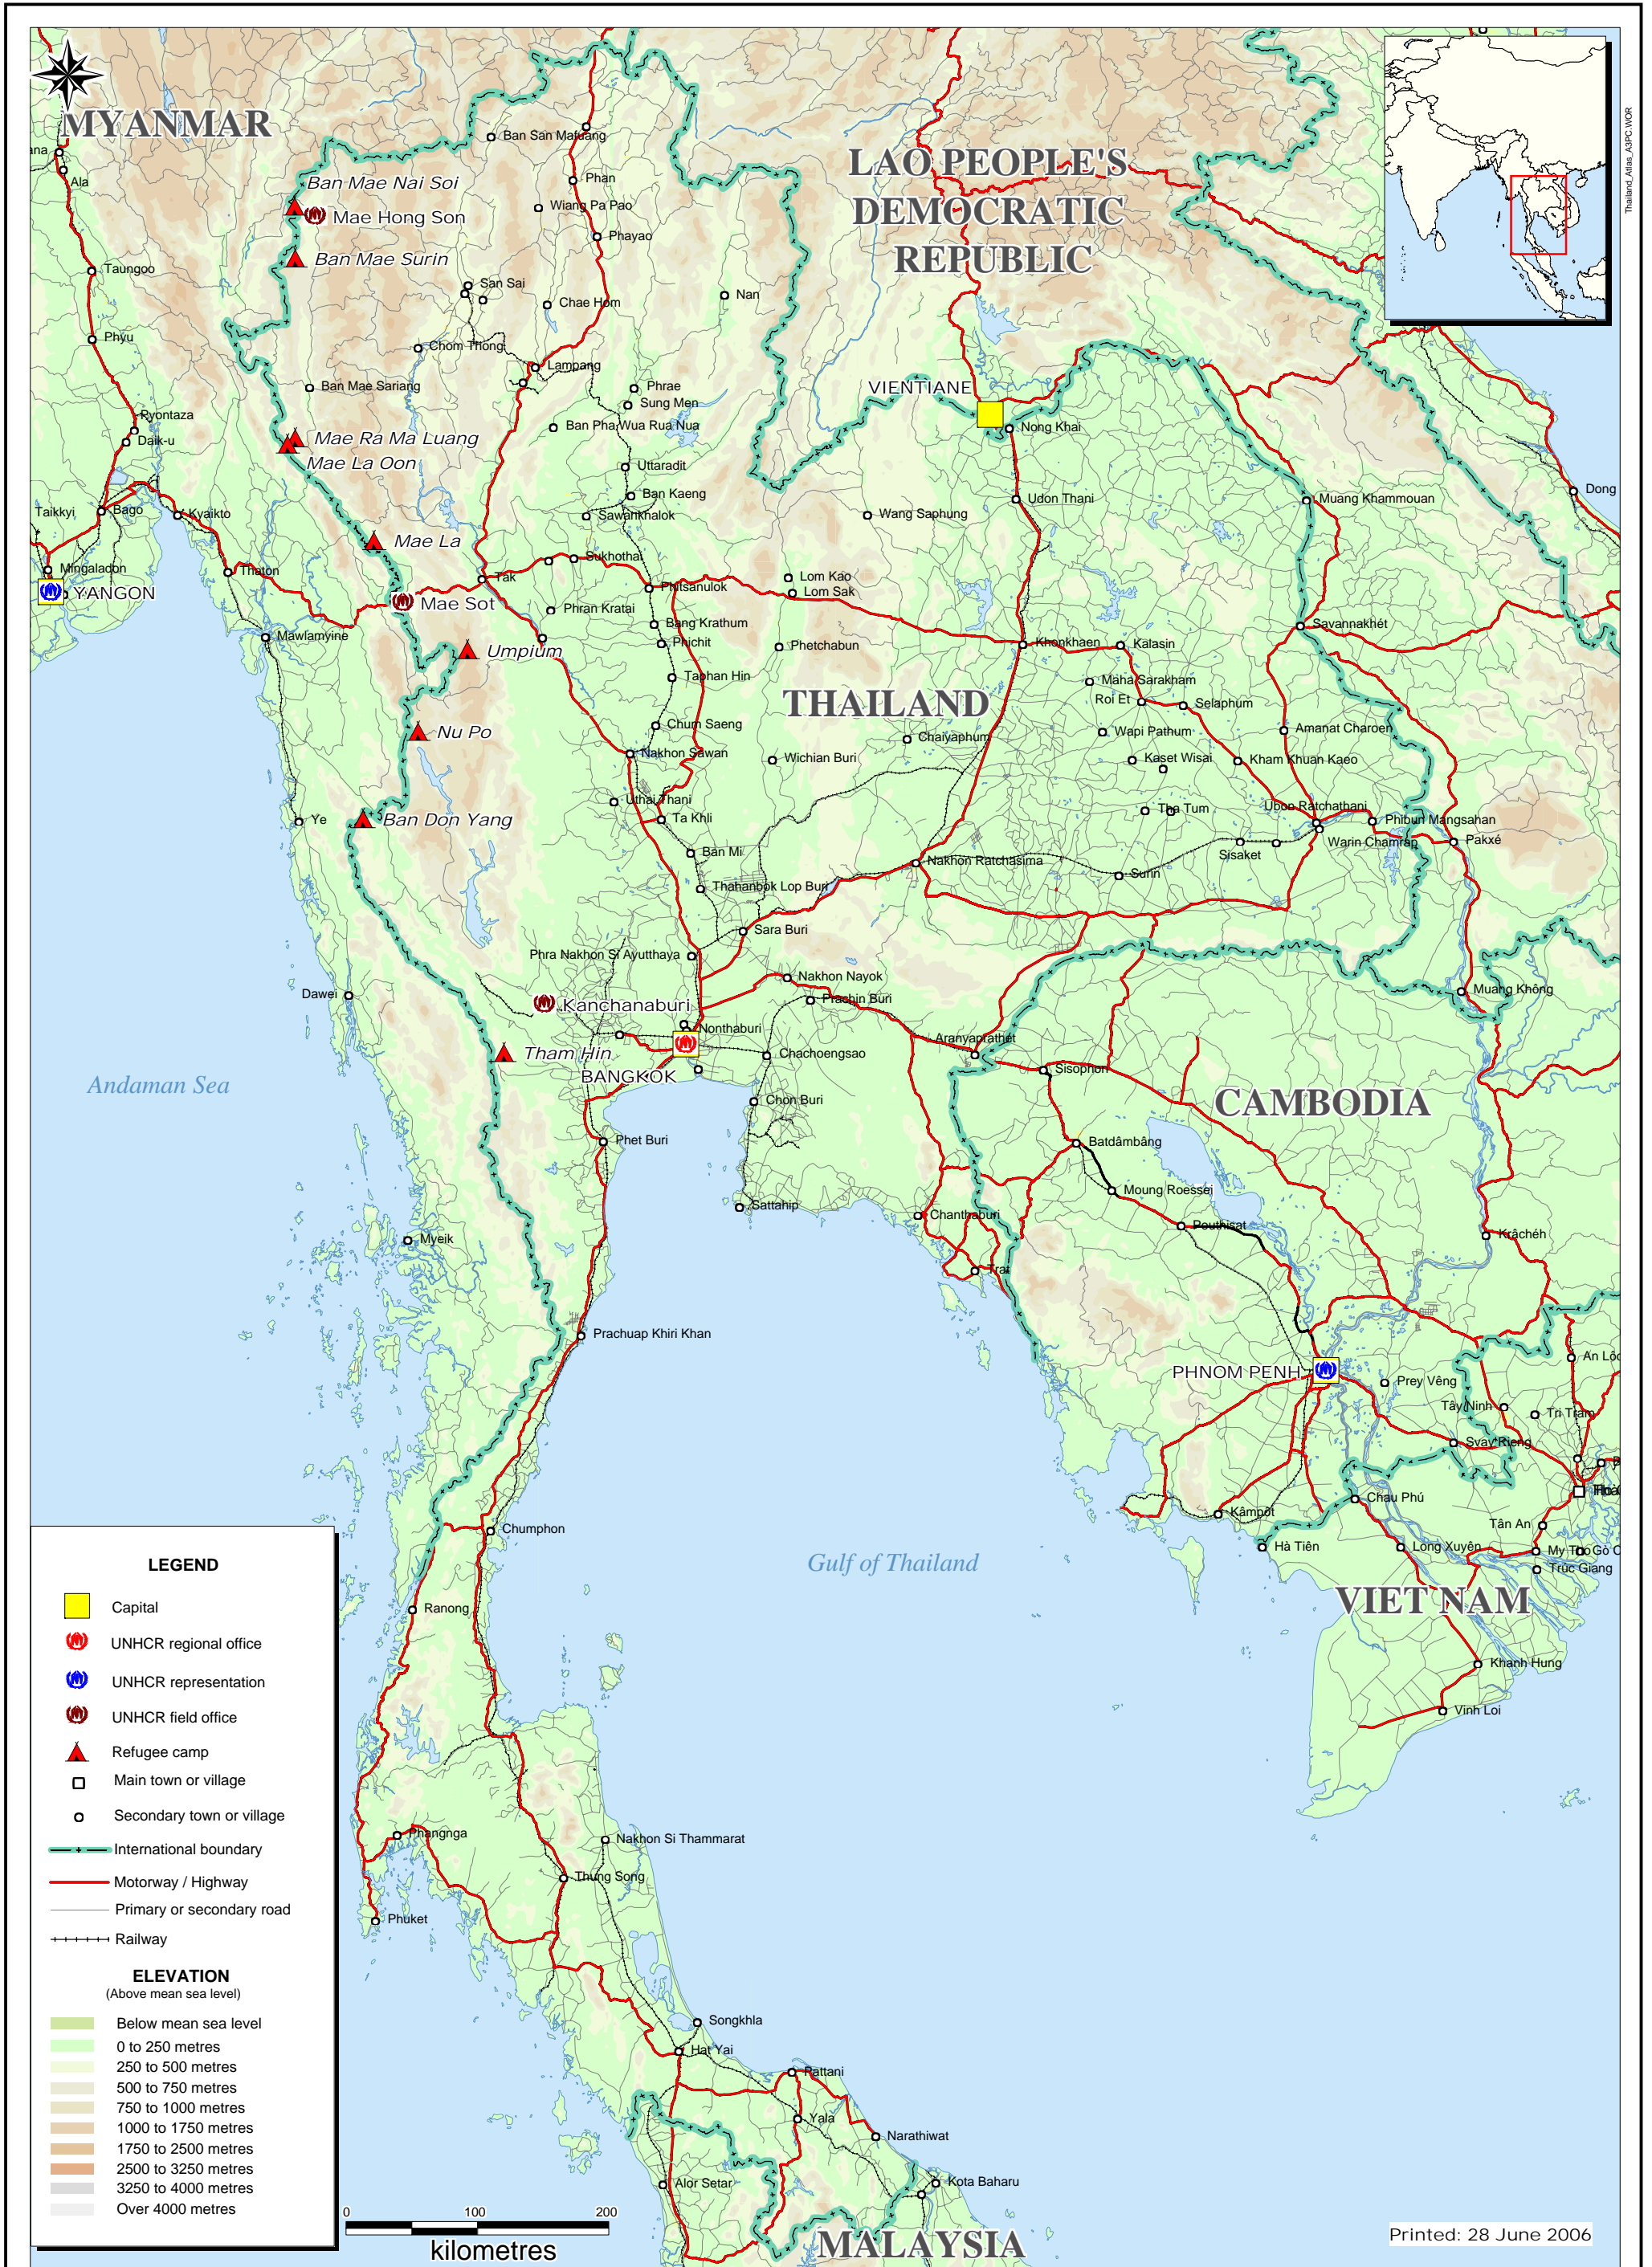 MYANMAR
LAO PEOPLE'S
DEMOCRATIC
REPUBLIC
Thailand_Atlas_A3PC.WOR
Ban San Mafuang
Ala
Ban Mae Nai Soi
Phan
Mae Hong Son
Wiang Pa Pao
Phayao
Ban Mae Surin
Taungoo
San Sai
Chae Hom
Nan
Phyu
Chom Thong
Lampang
Ban Mae Sariang
Phrae
Sung Men
VIENTIANE
Pyontaza
Daik-u
Mae Ra Ma Luang
Ban Pha Wua Rua Nua
Nong Khai
Mae La Oon
Uttaradit
Ban Kaeng
Udon Thani
Muang Khammouan
Dong
Taikkyi
Bago
Kyaikto
Sawankhalok
Wang Saphung
Mae La
Mingaladon
Thaton
Sukhothai
Tak
Phitsanulok
Lom Kao
Lom Sak
YANGON
Mae Sot
Phran Kratai
Bang Krathum
Savannakhét
Mawlamyine
Phichit
Phetchabun
Khonkhaen
Kalasin
Umpium
Taphan Hin
Maha Sarakham
THAILAND
Roi Et
Selaphum
Nu Po
Chum Saeng
Chaiyaphum
Wapi Pathum
Amanat Charoen
Nakhon Sawan
Wichian Buri
Kaset Wisai
Kham Khuan Kaeo
Uthai Thani
Ye
Ban Don Yang
Ta Khli
Tha Tum
Ubon Ratchathani
Phibun Mangsahan
Ban Mi
Sisaket
Warin Chamrap
Pakxé
Nakhon Ratchasima
Surin
Thahanbok Lop Buri
Sara Buri
Phra Nakhon Si Ayutthaya
Nakhon Nayok
Dawei
Kanchanaburi
Prachin Buri
Muang Không
Nonthaburi
Aranyaprathet
Tham Hin
BANGKOK
Chachoengsao
Sisophon
Andaman Sea
Chon Buri
CAMBODIA
Phet Buri
Batdâmbâng
Moung Roessei
Sattahip
Chanthaburi
Pouthisat
Krâchéh
Myeik
Trat
Prachuap Khiri Khan
PHNOM PENH
Prey Vêng
An Lôc
Tây Ninh
Tri Tram
Svay Rieng
Chau Phú
Kâmpôt
Chumphon
Gulf of Thailand
Hà Tiên
Long Xuyên
Tân An
My Tho
Gò C
Trúc Giang
VIET NAM
Ranong
Khanh Hung
Vinh Loi
Phangnga
Nakhon Si Thammarat
Thung Song
Phuket
Songkhla
Hat Yai
Pattani
Yala
Narathiwat
Alor Setar
Kota Baharu
MALAYSIA
LEGEND
Capital
UNHCR regional office
UNHCR representation
UNHCR field office
Refugee camp
Main town or village
Secondary town or village
International boundary
Motorway / Highway
Primary or secondary road
Railway
ELEVATION
(Above mean sea level)
Below mean sea level
0 to 250 metres
250 to 500 metres
500 to 750 metres
750 to 1000 metres
1000 to 1750 metres
1750 to 2500 metres
2500 to 3250 metres
3250 to 4000 metres
Over 4000 metres
0 100 200
kilometres
Printed: 28 June 2006